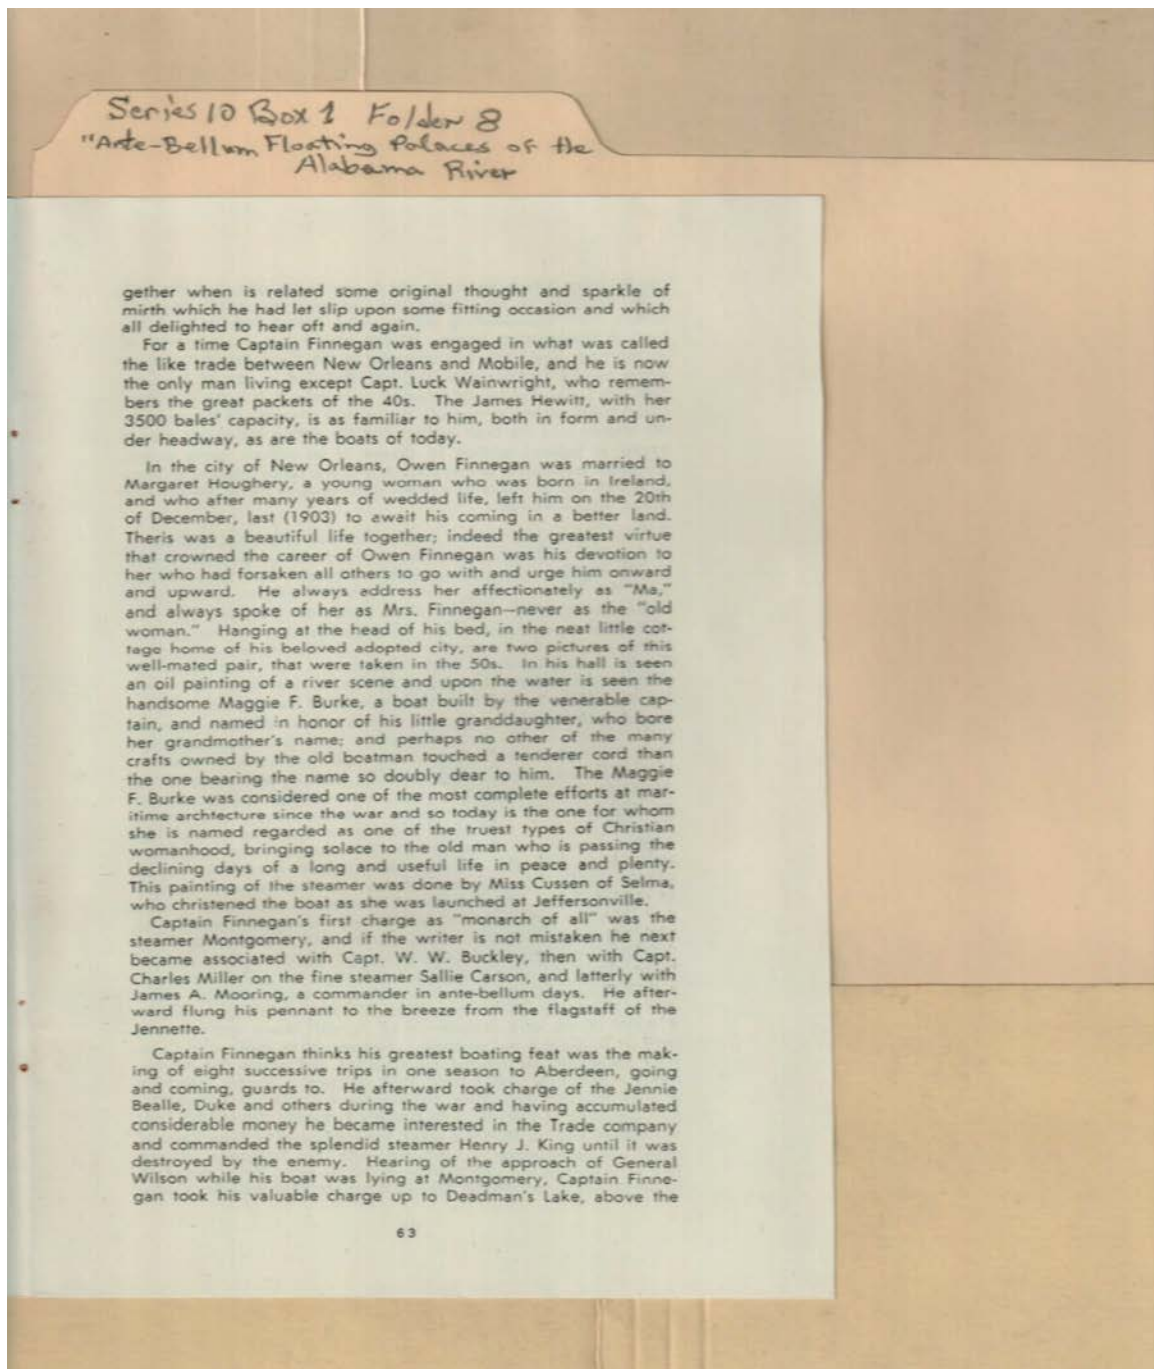 Series 10 Box 1 Folder 8
"Ante-Bellum Floating Palaces of the
Alabama River
gether when is related some original thought and sparkle of
mirth which he had let slip upon some fitting occasion and which
all delighted to hear oft and again.
For a time Captain Finnegan was engaged in what was called
the like trade between New Orleans and Mobile, and he is now
the only man living except Capt. Luck Wainwright, who remem-
bers the great packets of the 40s. The James Hewitt, with her
3500 bales' capacity, is as familiar to him, both in form and un-
der headway, as are the boats of today.
In the city of New Orleans, Owen Finnegan was married to
Margaret Houghery, a young woman who was born in Ireland,
and who after many years of wedded life, left him on the 20th
of December, last (1903) to await his coming in a better land.
Theris was a beautiful life together; indeed the greatest virtue
that crowned the career of Owen Finnegan was his devotion to
her who had forsaken all others to go with and urge him onward
and upward. He always address her affectionately as "Ma,"
and always spoke of her as Mrs. Finnegan—never as the "old
woman." Hanging at the head of his bed, in the neat little cot-
tage home of his beloved adopted city, are two pictures of this
well-mated pair, that were taken in the 50s. In his hall is seen
an oil painting of a river scene and upon the water is seen the
handsome Maggie F. Burke, a boat built by the venerable cap-
tain, and named in honor of his little granddaughter, who bore
her grandmother's name; and perhaps no other of the many
crafts owned by the old boatman touched a tenderer cord than
the one bearing the name so doubly dear to him. The Maggie
F. Burke was considered one of the most complete efforts at mar-
itime archtecture since the war and so today is the one for whom
she is named regarded as one of the truest types of Christian
womanhood, bringing solace to the old man who is passing the
declining days of a long and useful life in peace and plenty.
This painting of the steamer was done by Miss Cussen of Selma,
who christened the boat as she was launched at Jeffersonville.
Captain Finnegan's first charge as "monarch of all" was the
steamer Montgomery, and if the writer is not mistaken he next
became associated with Capt. W. W. Buckley, then with Capt.
Charles Miller on the fine steamer Sallie Carson, and latterly with
James A. Mooring, a commander in ante-bellum days. He after-
ward flung his pennant to the breeze from the flagstaff of the
Jennette.
Captain Finnegan thinks his greatest boating feat was the mak-
ing of eight successive trips in one season to Aberdeen, going
and coming, guards to. He afterward took charge of the Jennie
Bealle, Duke and others during the war and having accumulated
considerable money he became interested in the Trade company
and commanded the splendid steamer Henry J. King until it was
destroyed by the enemy. Hearing of the approach of General
Wilson while his boat was lying at Montgomery, Captain Finne-
gan took his valuable charge up to Deadman's Lake, above the
63